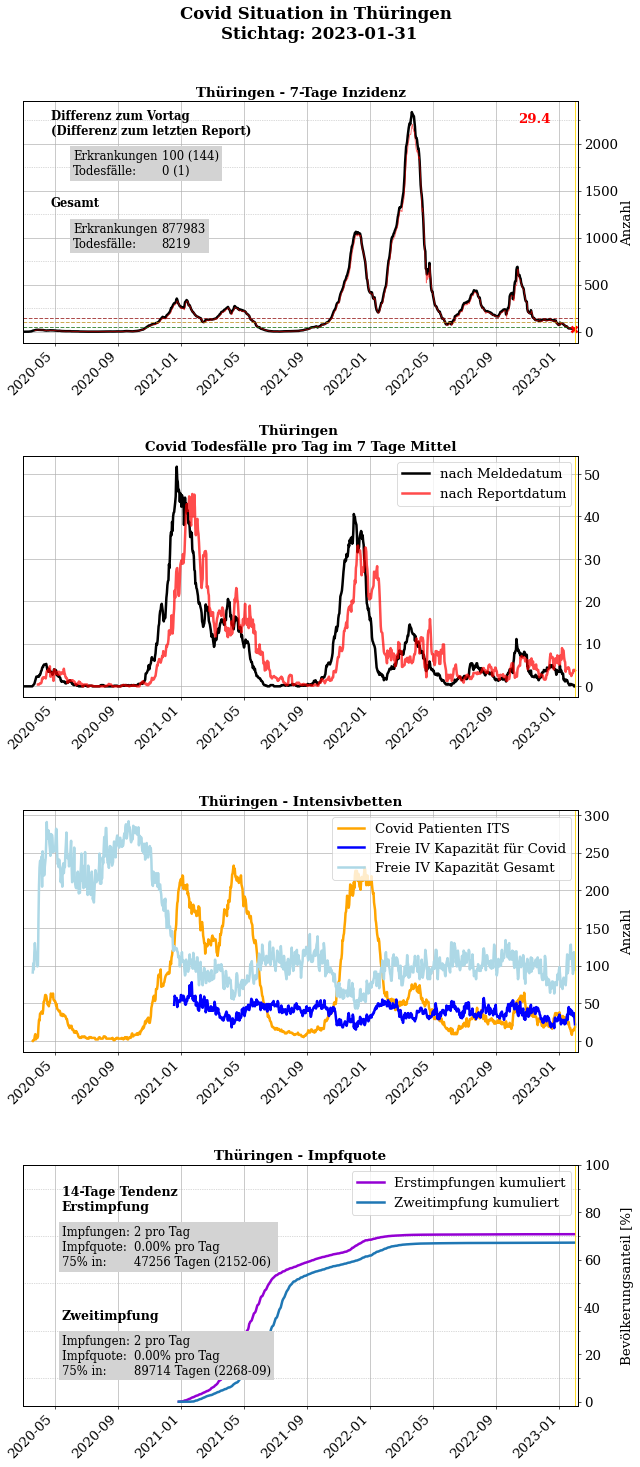 Covid Situation in Thüringen
Stichtag: 2023-01-31
Thüringen - 7-Tage Inzidenz
Differenz zum Vortag
(Differenz zum letzten Report)
Erkrankungen 100 (144)
Todesfälle: 0 (1)
Gesamt
Erkrankungen 877983
Todesfälle: 8219
29.4
2000
1500
1000
500
0
Anzahl
2020-05 2020-09 2021-01 2021-05 2021-09 2022-01 2022-05 2022-09 2023-01
Thüringen
Covid Todesfälle pro Tag im 7 Tage Mittel
nach Meldedatum
nach Reportdatum
50
40
30
20
10
0
2020-05 2020-09 2021-01 2021-05 2021-09 2022-01 2022-05 2022-09 2023-01
Thüringen - Intensivbetten
Covid Patienten ITS
Freie IV Kapazität für Covid
Freie IV Kapazität Gesamt
300
250
200
150
100
50
0
Anzahl
2020-05 2020-09 2021-01 2021-05 2021-09 2022-01 2022-05 2022-09 2023-01
Thüringen - Impfquote
14-Tage Tendenz
Erstimpfung
Impfungen: 2 pro Tag
Impfquote: 0.00% pro Tag
75% in: 47256 Tagen (2152-06)
Zweitimpfung
Impfungen: 2 pro Tag
Impfquote: 0.00% pro Tag
75% in: 89714 Tagen (2268-09)
Erstimpfungen kumuliert
Zweitimpfung kumuliert
100
80
60
40
20
0
Bevölkerungsanteil [%]
2020-05 2020-09 2021-01 2021-05 2021-09 2022-01 2022-05 2022-09 2023-01